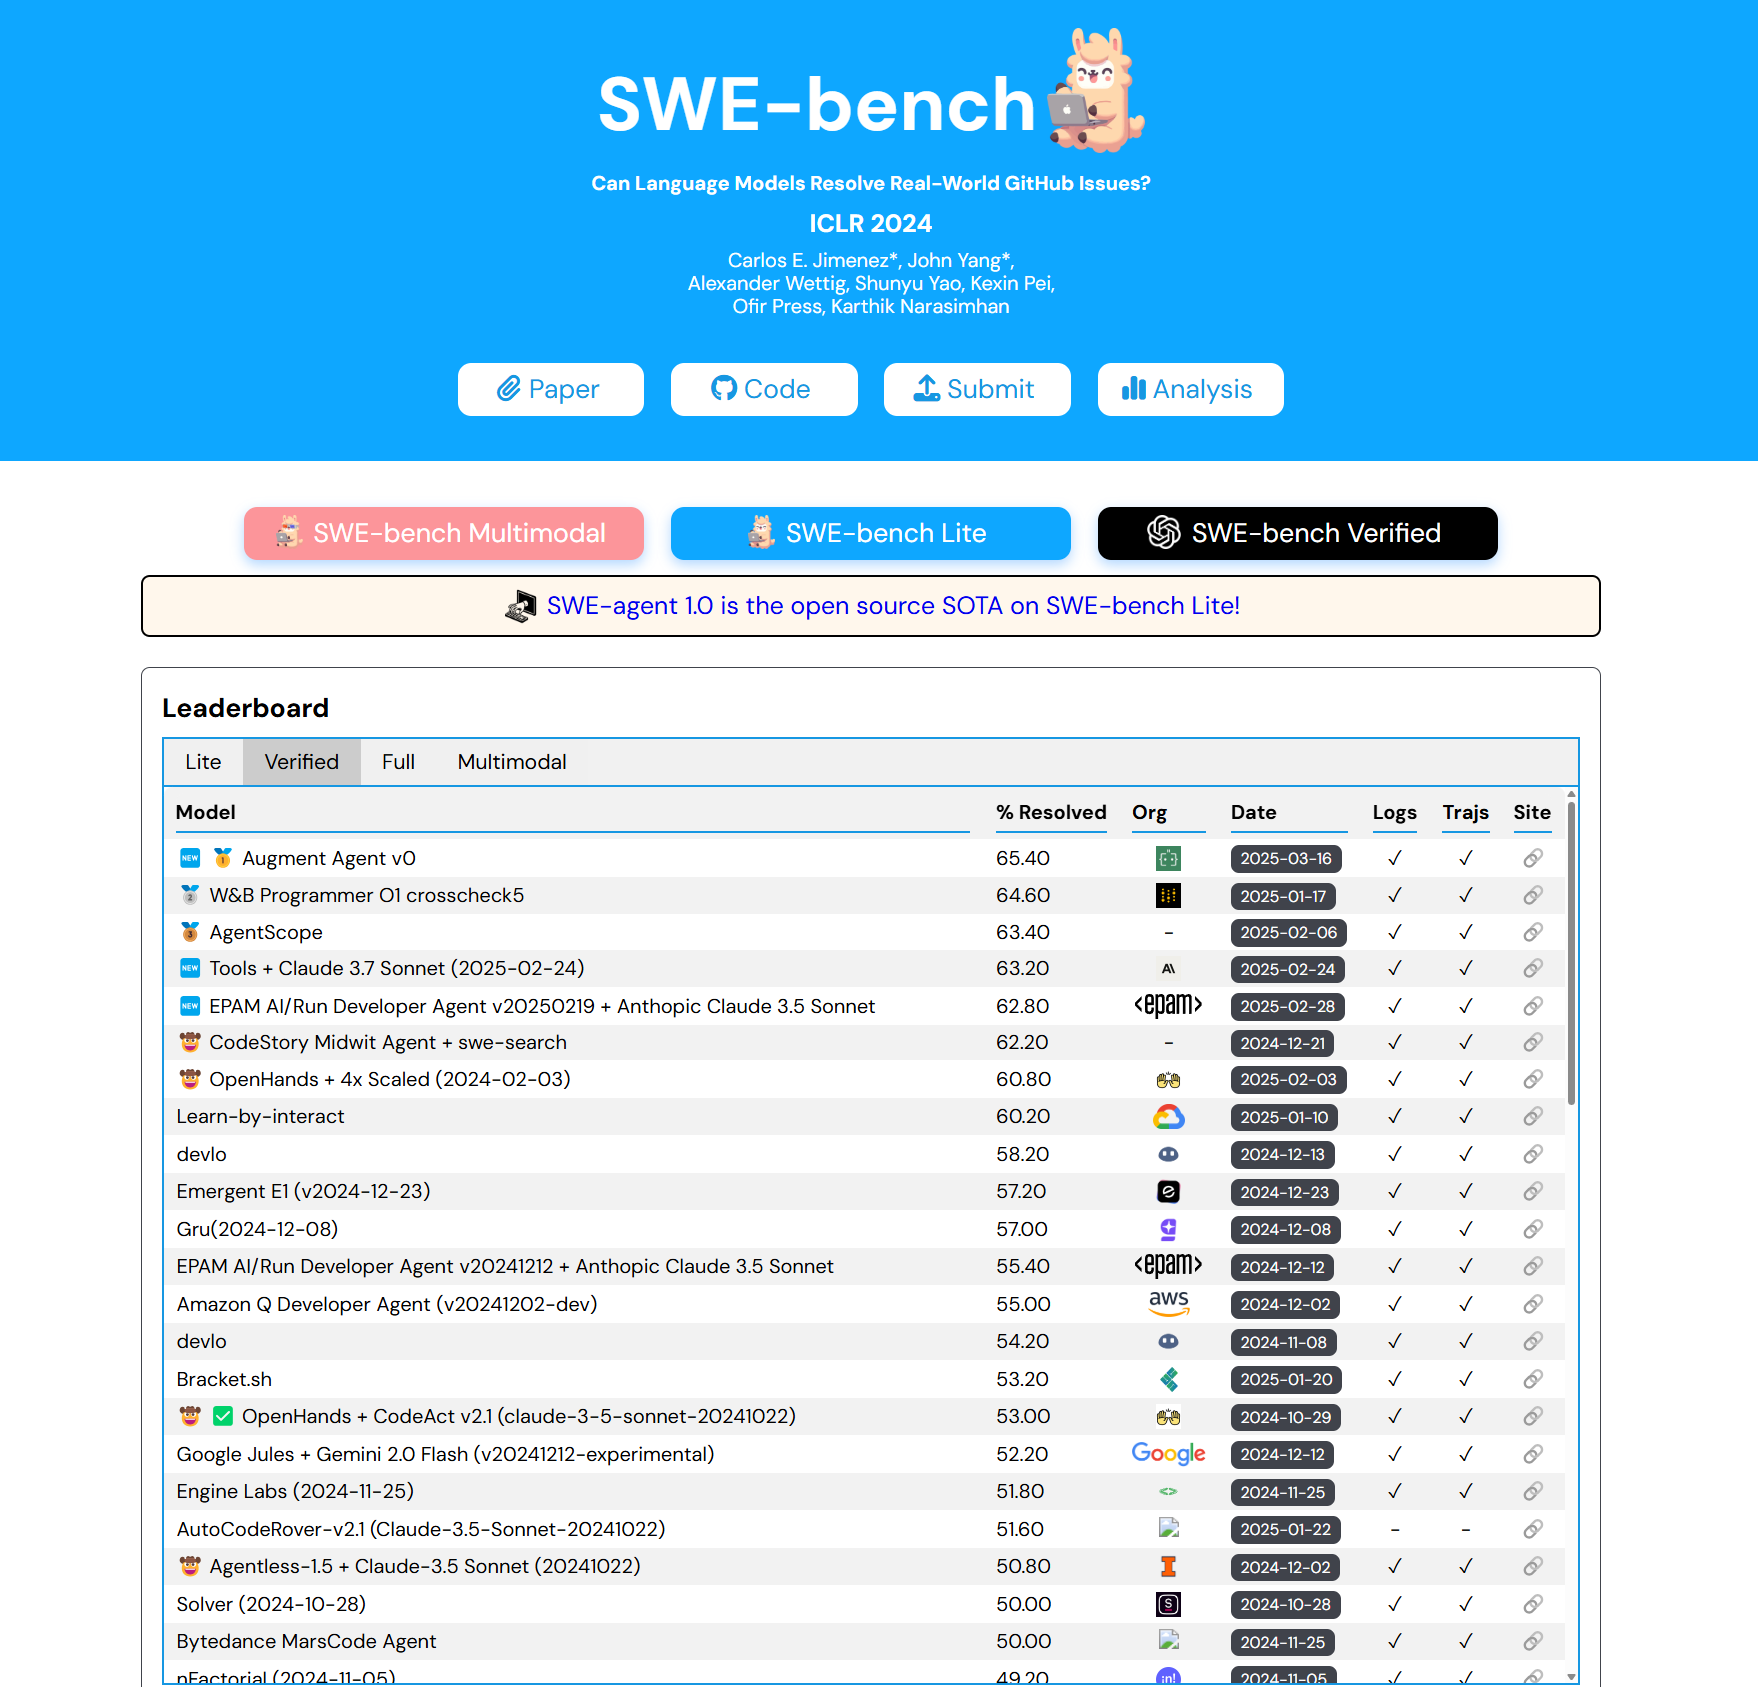 SWE-bench
Can Language Models Resolve Real-World GitHub Issues?
ICLR 2024
Carlos E. Jimenez*, John Yang*,
Alexander Wettig, Shunyu Yao, Kexin Pei,
Ofir Press, Karthik Narasimhan
Paper Code Submit Analysis
SWE-bench Multimodal SWE-bench Lite SWE-bench Verified
SWE-agent 1.0 is the open source SOTA on SWE-bench Lite!
Leaderboard
Lite Verified Full Multimodal
Model % Resolved Org Date Logs Trajs Site
NEW 1 Augment Agent v0 65.40 2025-03-16 ✓ ✓
2 W&B Programmer O1 crosscheck5 64.60 2025-01-17 ✓ ✓
3 AgentScope 63.40 - 2025-02-06 ✓ ✓
NEW Tools + Claude 3.7 Sonnet (2025-02-24) 63.20 A\ 2025-02-24 ✓ ✓
NEW EPAM AI/Run Developer Agent v20250219 + Anthopic Claude 3.5 Sonnet 62.80 <epam> 2025-02-28 ✓ ✓
CodeStory Midwit Agent + swe-search 62.20 - 2024-12-21 ✓ ✓
OpenHands + 4x Scaled (2024-02-03) 60.80 2025-02-03 ✓ ✓
Learn-by-interact 60.20 2025-01-10 ✓ ✓
devlo 58.20 2024-12-13 ✓ ✓
Emergent E1 (v2024-12-23) 57.20 e 2024-12-23 ✓ ✓
Gru(2024-12-08) 57.00 2024-12-08 ✓ ✓
EPAM AI/Run Developer Agent v20241212 + Anthopic Claude 3.5 Sonnet 55.40 <epam> 2024-12-12 ✓ ✓
Amazon Q Developer Agent (v20241202-dev) 55.00 aws 2024-12-02 ✓ ✓
devlo 54.20 2024-11-08 ✓ ✓
Bracket.sh 53.20 2025-01-20 ✓ ✓
OpenHands + CodeAct v2.1 (claude-3-5-sonnet-20241022) 53.00 2024-10-29 ✓ ✓
Google Jules + Gemini 2.0 Flash (v20241212-experimental) 52.20 Google 2024-12-12 ✓ ✓
Engine Labs (2024-11-25) 51.80 <> 2024-11-25 ✓ ✓
AutoCodeRover-v2.1 (Claude-3.5-Sonnet-20241022) 51.60 2025-01-22 - -
Agentless-1.5 + Claude-3.5 Sonnet (20241022) 50.80 I 2024-12-02 ✓ ✓
Solver (2024-10-28) 50.00 S 2024-10-28 ✓ ✓
Bytedance MarsCode Agent 50.00 2024-11-25 ✓ ✓
nFactorial (2024-11-05) 49.20 in! 2024-11-05 ✓ ✓